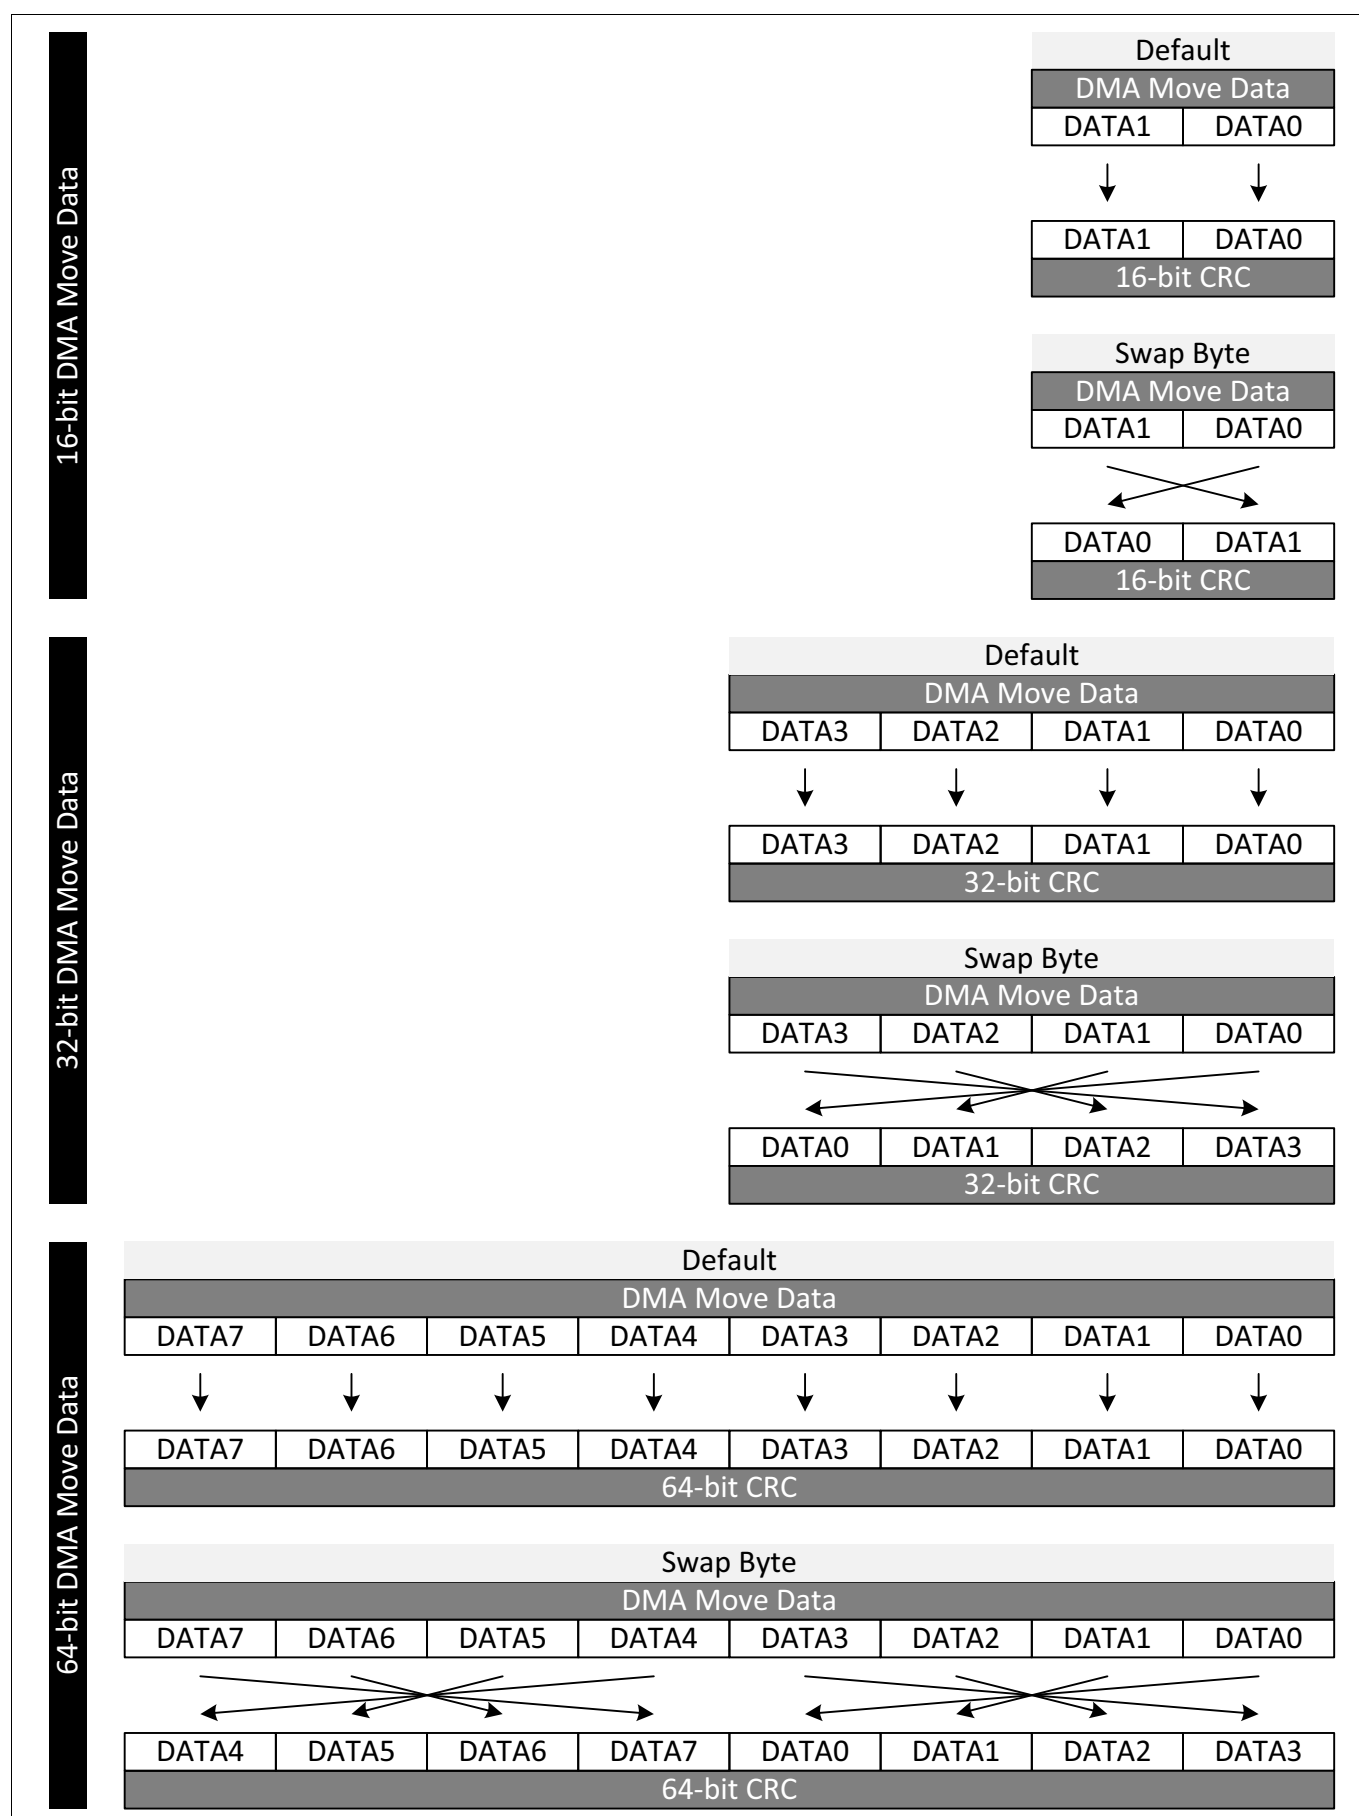 16-bit DMA Move Data
Default
DMA Move Data
DATA1 DATA0
DATA1 DATA0
16-bit CRC
Swap Byte
DMA Move Data
DATA1 DATA0
DATA0 DATA1
16-bit CRC
32-bit DMA Move Data
Default
DMA Move Data
DATA3 DATA2 DATA1 DATA0
DATA3 DATA2 DATA1 DATA0
32-bit CRC
Swap Byte
DMA Move Data
DATA3 DATA2 DATA1 DATA0
DATA0 DATA1 DATA2 DATA3
32-bit CRC
64-bit DMA Move Data
Default
DMA Move Data
DATA7 DATA6 DATA5 DATA4 DATA3 DATA2 DATA1 DATA0
DATA7 DATA6 DATA5 DATA4 DATA3 DATA2 DATA1 DATA0
64-bit CRC
Swap Byte
DMA Move Data
DATA7 DATA6 DATA5 DATA4 DATA3 DATA2 DATA1 DATA0
DATA4 DATA5 DATA6 DATA7 DATA0 DATA1 DATA2 DATA3
64-bit CRC